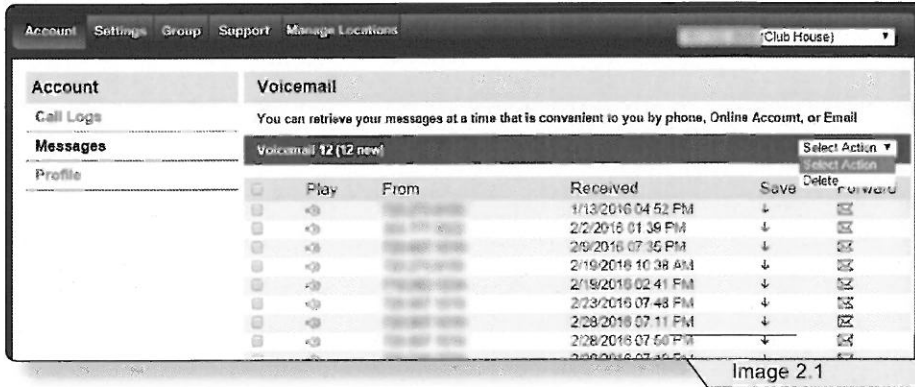 Account Settings Group Support Manage Locations
(Club House)
Account
Call Logs
Messages
Profile
Voicemail
You can retrieve your messages at a time that is convenient to you by phone, Online Account, or Email
Voicemail 12 (12 new)
Select Action
Select Action
Delete
Play From Received Save Forward
1/13/2016 04:52 PM
2/2/2016 01:39 PM
2/9/2016 07:35 PM
2/19/2016 10:38 AM
2/19/2016 02:41 PM
2/23/2016 07:48 PM
2/28/2016 07:11 PM
2/28/2016 07:50 PM
Image 2.1